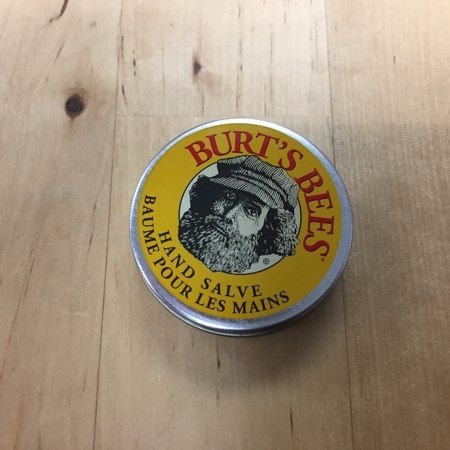 BURT'S BEES®
®
HAND SALVE
BAUME POUR LES MAINS